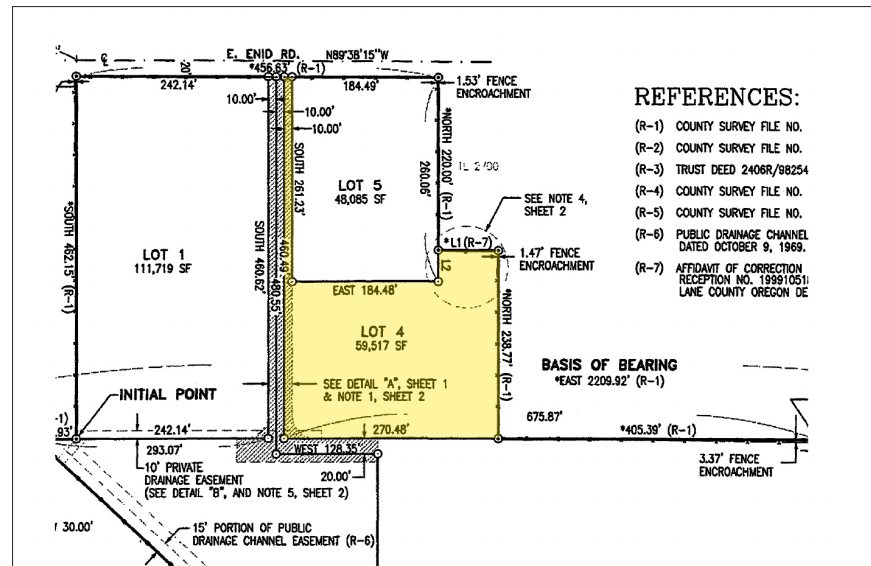 E. ENID RD. N89°38'15"W
*456.63' (R-1)
20'
242.14'
184.49'
1.53' FENCE
ENCROACHMENT
10.00'
10.00'
10.00'
REFERENCES:
(R-1) COUNTY SURVEY FILE NO.
(R-2) COUNTY SURVEY FILE NO.
(R-3) TRUST DEED 2406R/98254
(R-4) COUNTY SURVEY FILE NO.
(R-5) COUNTY SURVEY FILE NO.
(R-6) PUBLIC DRAINAGE CHANNEL
DATED OCTOBER 9, 1969.
(R-7) AFFIDAVIT OF CORRECTION
RECEPTION NO. 1999105
LANE COUNTY OREGON DE
SOUTH 261.23'
*NORTH 220.00' (R-1)
260.06'
TL 2700
LOT 5
48,085 SF
SEE NOTE 4,
SHEET 2
*L1(R-7)
L2
1.47' FENCE
ENCROACHMENT
*SOUTH 462.15' (R-1)
LOT 1
111,719 SF
SOUTH 460.62'
480.55'
460.49'
EAST 184.48'
LOT 4
59,517 SF
*NORTH 238.77' (R-1)
SEE DETAIL "A", SHEET 1
& NOTE 1, SHEET 2
BASIS OF BEARING
*EAST 2209.92' (R-1)
INITIAL POINT
-1)
.93'
242.14'
270.48'
675.87'
*405.39' (R-1)
293.07'
WEST 128.35'
20.00'
3.37' FENCE
ENCROACHMENT
10' PRIVATE
DRAINAGE EASEMENT
(SEE DETAIL "B", AND NOTE 5, SHEET 2)
30.00'
15' PORTION OF PUBLIC
DRAINAGE CHANNEL EASEMENT (R-6)